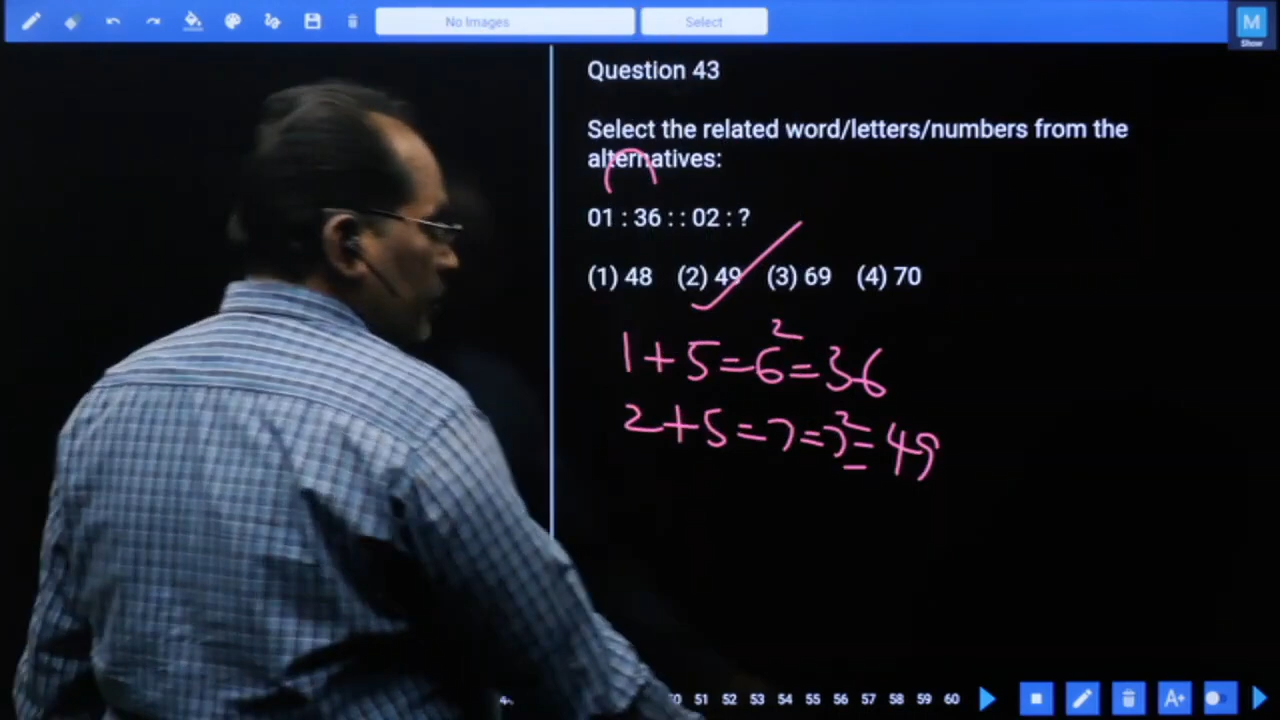 No Images Select M
Show
Question 43
Select the related word/letters/numbers from the
alternatives:
01 : 36 : : 02 : ?
(1) 48 (2) 49 (3) 69 (4) 70
1+5=6²=36
2+5=7=7²=49
51 52 53 54 55 56 57 58 59 60 A+